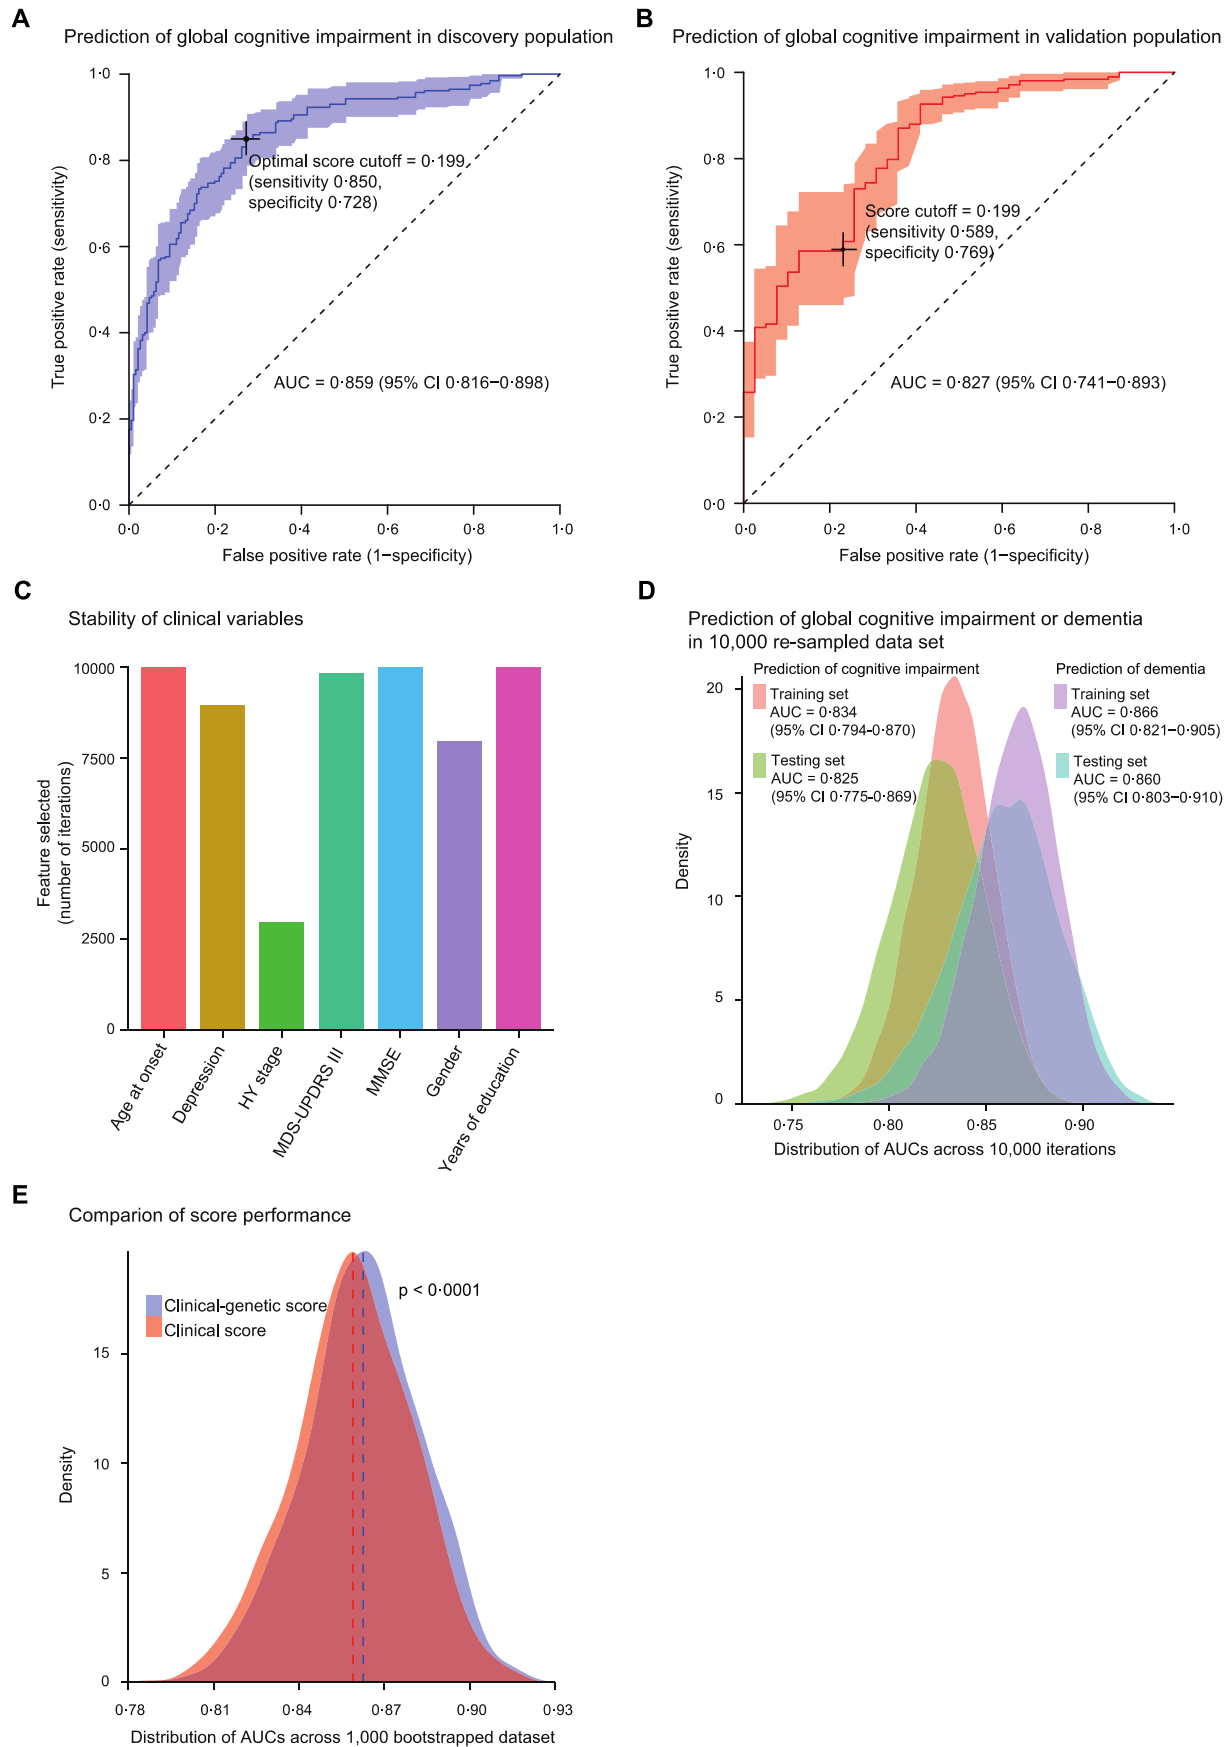 A
Prediction of global cognitive impairment in discovery population
1·0
0·8
0·6
0·4
0·2
0·0
True positive rate (sensitivity)
Optimal score cutoff = 0·199
(sensitivity 0·850,
specificity 0·728)
AUC = 0·859 (95% CI 0·816–0·898)
0·0
0·2
0·4
0·6
0·8
1·0
False positive rate (1–specificity)
B
Prediction of global cognitive impairment in validation population
1·0
0·8
0·6
0·4
0·2
0·0
True positive rate (sensitivity)
Score cutoff = 0·199
(sensitivity 0·589,
specificity 0·769)
AUC = 0·827 (95% CI 0·741–0·893)
0·0
0·2
0·4
0·6
0·8
1·0
False positive rate (1–specificity)
C
Stability of clinical variables
10000
7500
5000
2500
0
Feature selected
(number of iterations)
Age at onset
Depression
HY stage
MDS-UPDRS III
MMSE
Gender
Years of education
D
Prediction of global cognitive impairment or dementia
in 10,000 re-sampled data set
Prediction of cognitive impairment
Training set
AUC = 0·834
(95% CI 0·794-0·870)
Testing set
AUC = 0·825
(95% CI 0·775-0·869)
Prediction of dementia
Training set
AUC = 0·866
(95% CI 0·821–0·905)
Testing set
AUC = 0·860
(95% CI 0·803–0·910)
20
15
10
5
0
Density
0·75
0·80
0·85
0·90
Distribution of AUCs across 10,000 iterations
E
Comparion of score performance
Clinical-genetic score
Clinical score
p < 0·0001
15
10
5
0
Density
0·78
0·81
0·84
0·87
0·90
0·93
Distribution of AUCs across 1,000 bootstrapped dataset